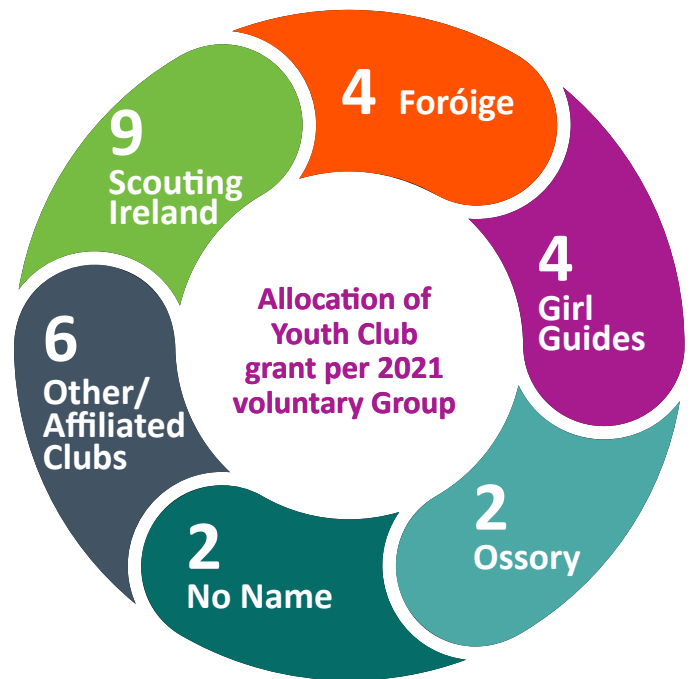 Allocation of
Youth Club
grant per 2021
voluntary Group
4 Foróige
4
Girl
Guides
2
Ossory
2
No Name
6
Other/
Affiliated
Clubs
9
Scouting
Ireland